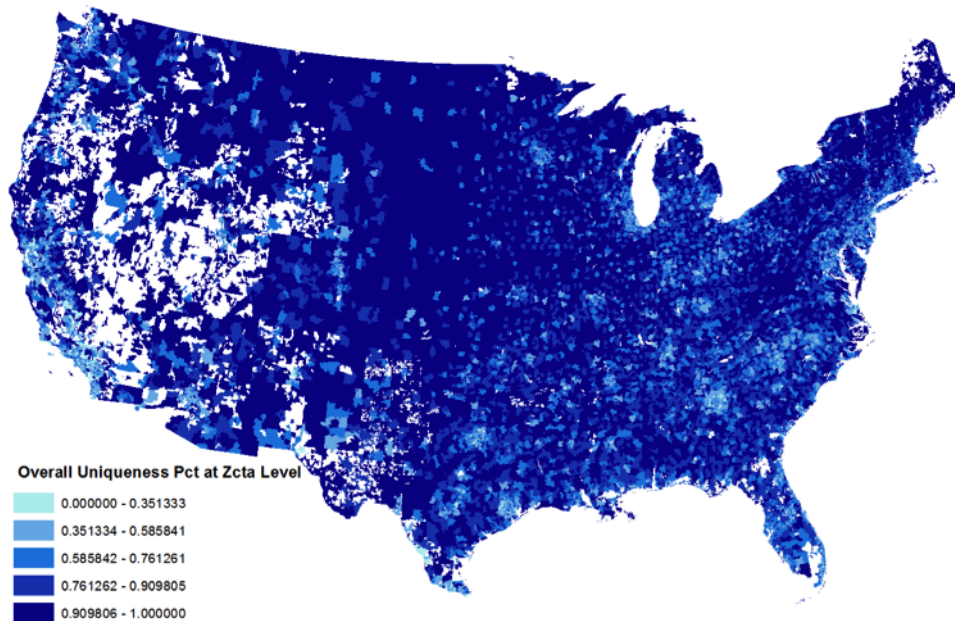 Overall Uniqueness Pct at Zcta Level
0.000000 - 0.351333
0.351334 - 0.585841
0.585842 - 0.761261
0.761262 - 0.909805
0.909806 - 1.000000